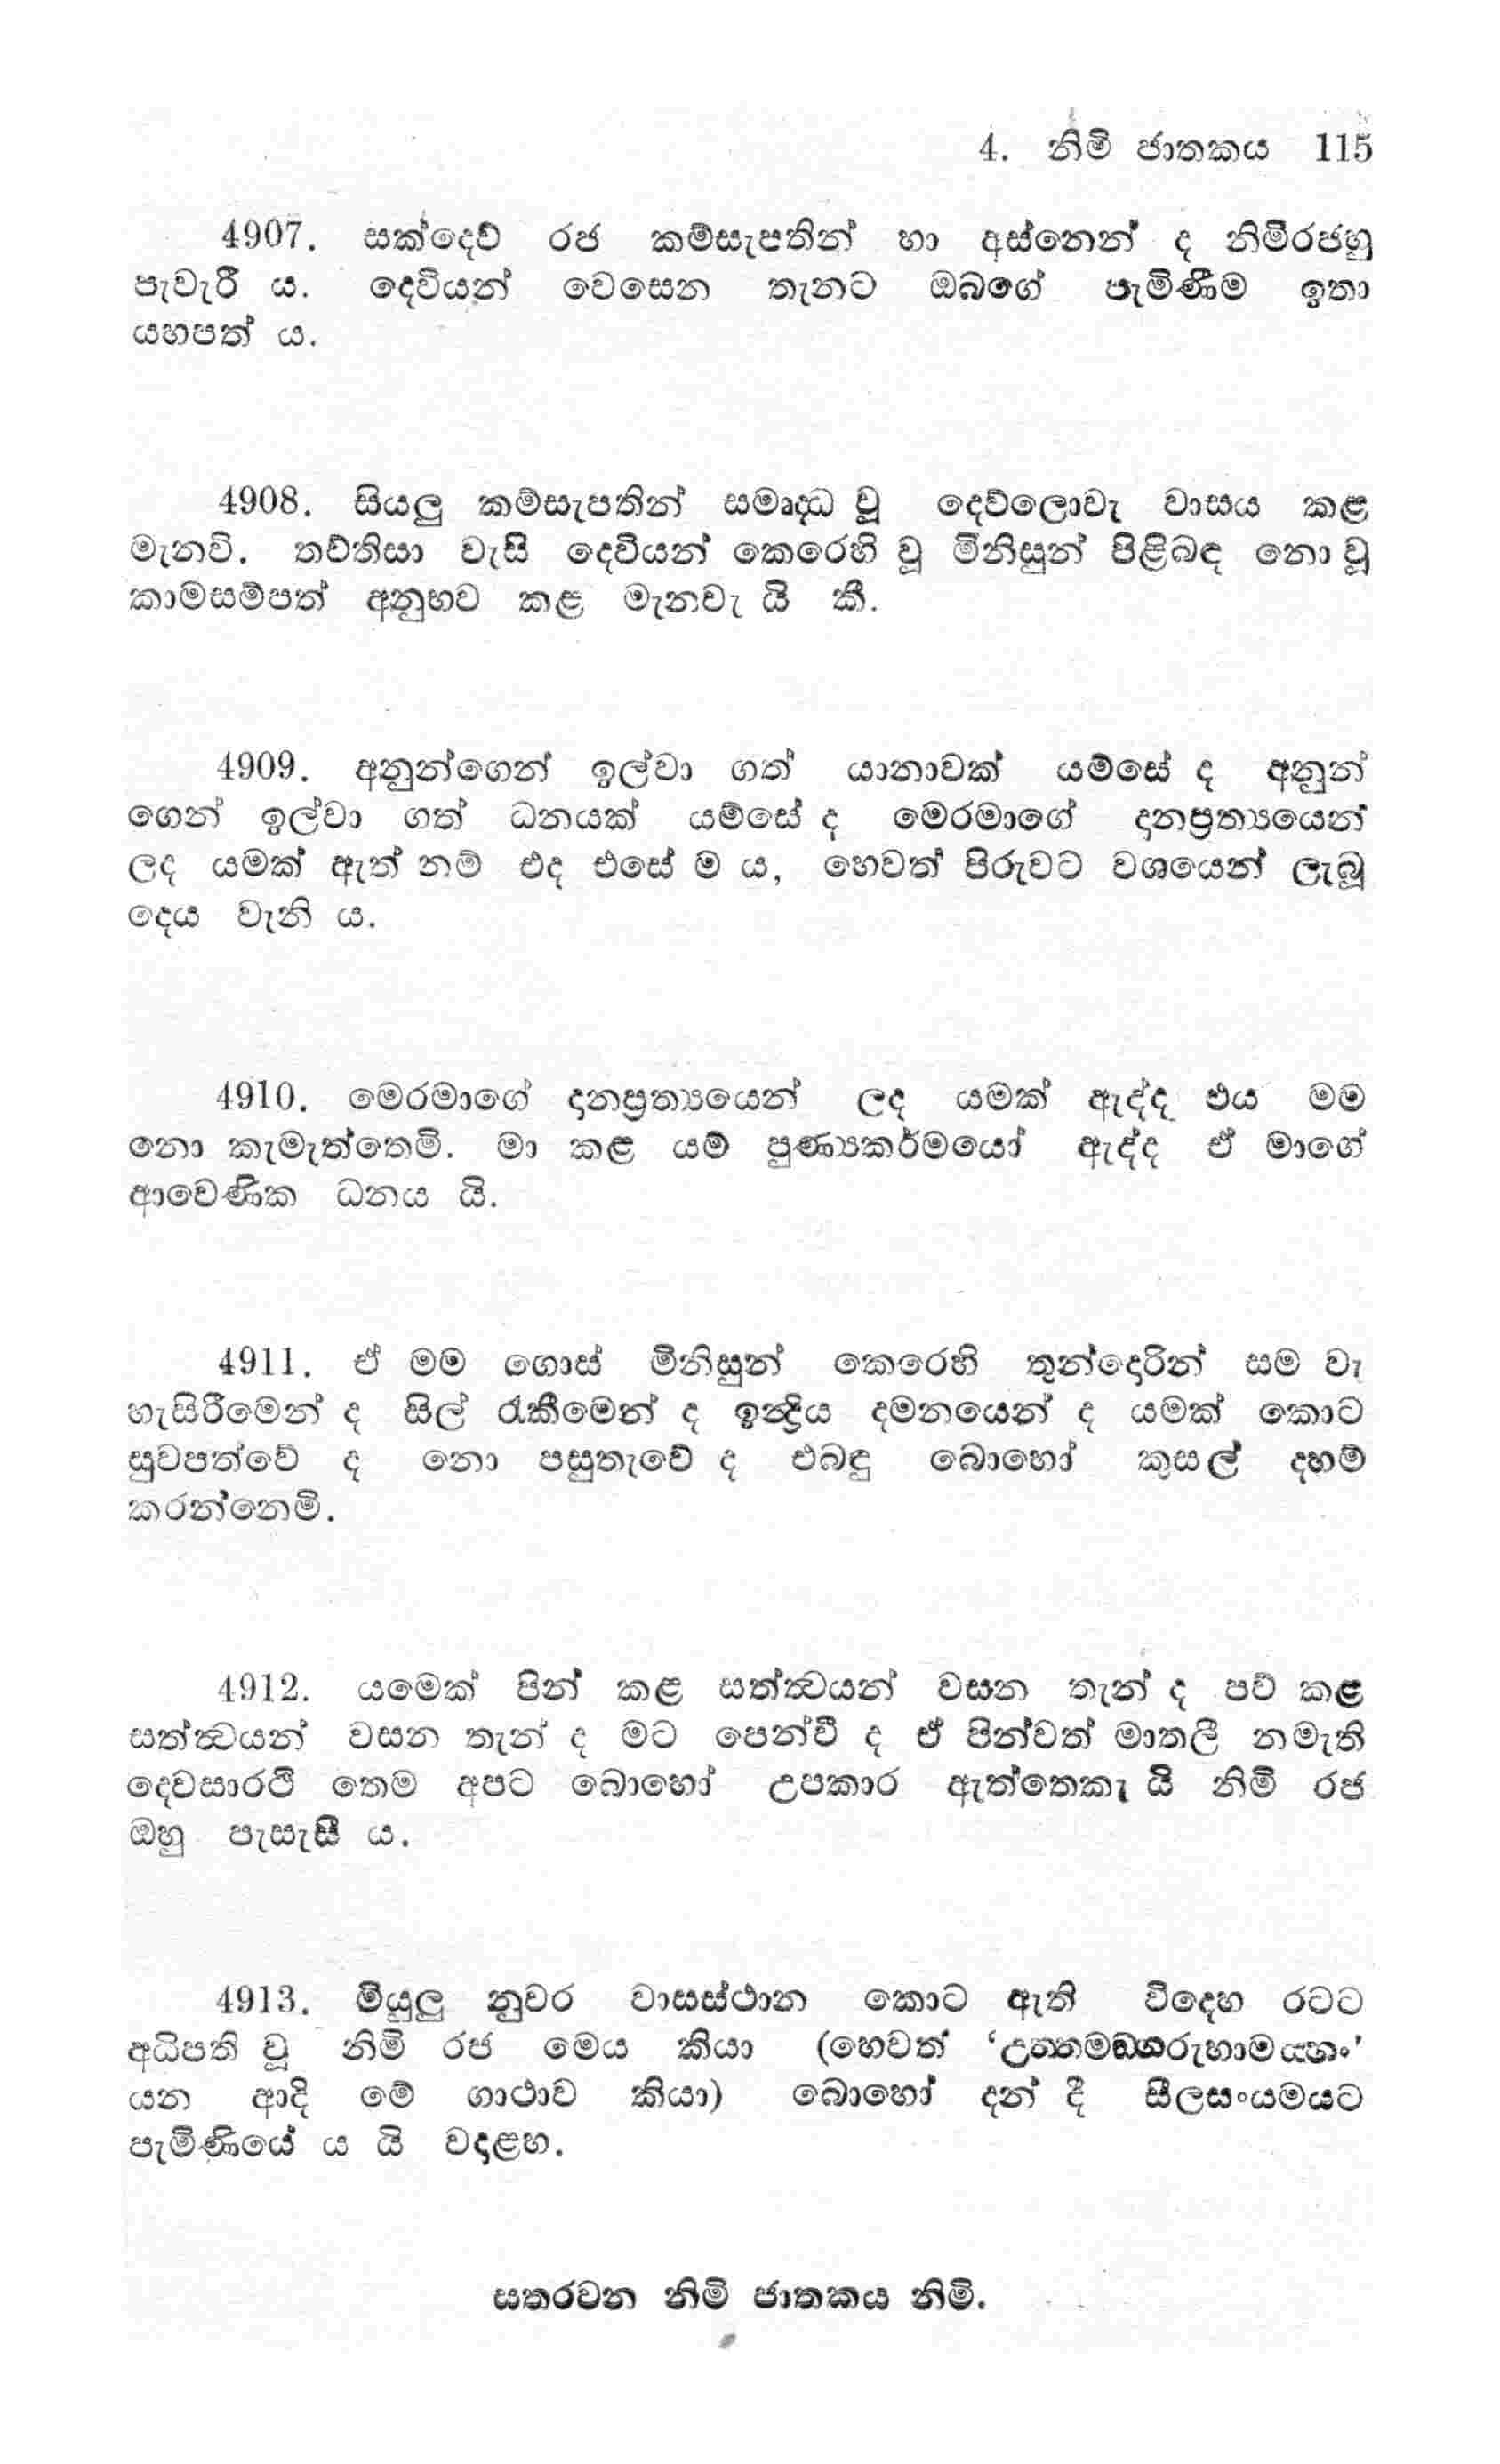 4. නිමි ජාතකය 115
4907. සක්දෙව් රජ කම්සැපතින් හා අස්නෙන් ද නිමිරජහු
පැවැරී ය. දෙවියන් වෙසෙන තැනට ඔබගේ පැමිණීම ඉතා
යහපත් ය.
4908. සියලු කම්සැපතින් සමෘද්ධ වූ දෙව්ලොවැ වාසය කළ
මැනවි. තව්තිසා වැසි දෙවියන් කෙරෙහි වූ මිනිසුන් පිළිබඳ නො වූ
කාමසම්පත් අනුභව කළ මැනවැ යි කී.
4909. අනුන්ගෙන් ඉල්වා ගත් යානාවක් යම්සේ ද අනුන්
ගෙන් ඉල්වා ගත් ධනයක් යම්සේ ද මෙරමාගේ දානප්‍රත්‍යයෙන්
ලද යමක් ඇත් නම් එද එසේ ම ය, හෙවත් පිරුවට වශයෙන් ලැබූ
දෙය වැනි ය.
4910. මෙරමාගේ දානප්‍රත්‍යයෙන් ලද යමක් ඇද්ද එය මම
නො කැමැත්තෙමි. මා කළ යම් පුණ්‍යකර්මයෝ ඇද්ද ඒ මාගේ
ආවෙණික ධනය යි.
4911. ඒ මම ගොස් මිනිසුන් කෙරෙහි තුන්දොරින් සම වැ
හැසිරීමෙන් ද සිල් රැකීමෙන් ද ඉන්‍ද්‍රිය දමනයෙන් ද යමක් කොට
සුවපත්වේ ද නො පසුතැවේ ද එබඳු බොහෝ කුසල් දහම්
කරන්නෙමි.
4912. යමෙක් පින් කළ සත්ත්‍වයන් වසන තැන් ද පව් කළ
සත්ත්‍වයන් වසන තැන් ද මට පෙන්වී ද ඒ පින්වත් මාතලී නමැති
දෙවසාරථි තෙම අපට බොහෝ උපකාර ඇත්තෙකැ යි නිමි රජ
ඔහු පැසැසී ය.
4913. මියුලු නුවර වාසස්ථාන කොට ඇති විදෙහ රටට
අධිපති වූ නිමි රජ මෙය කියා (හෙවත් ‘උත්තමඞ්ගරුහාමය්හං’
යන ආදි මේ ගාථාව කියා) බොහෝ දන් දී සීලසංයමයට
පැමිණියේ ය යි වදාළහ.
සතරවන නිමි ජාතකය නිමි.